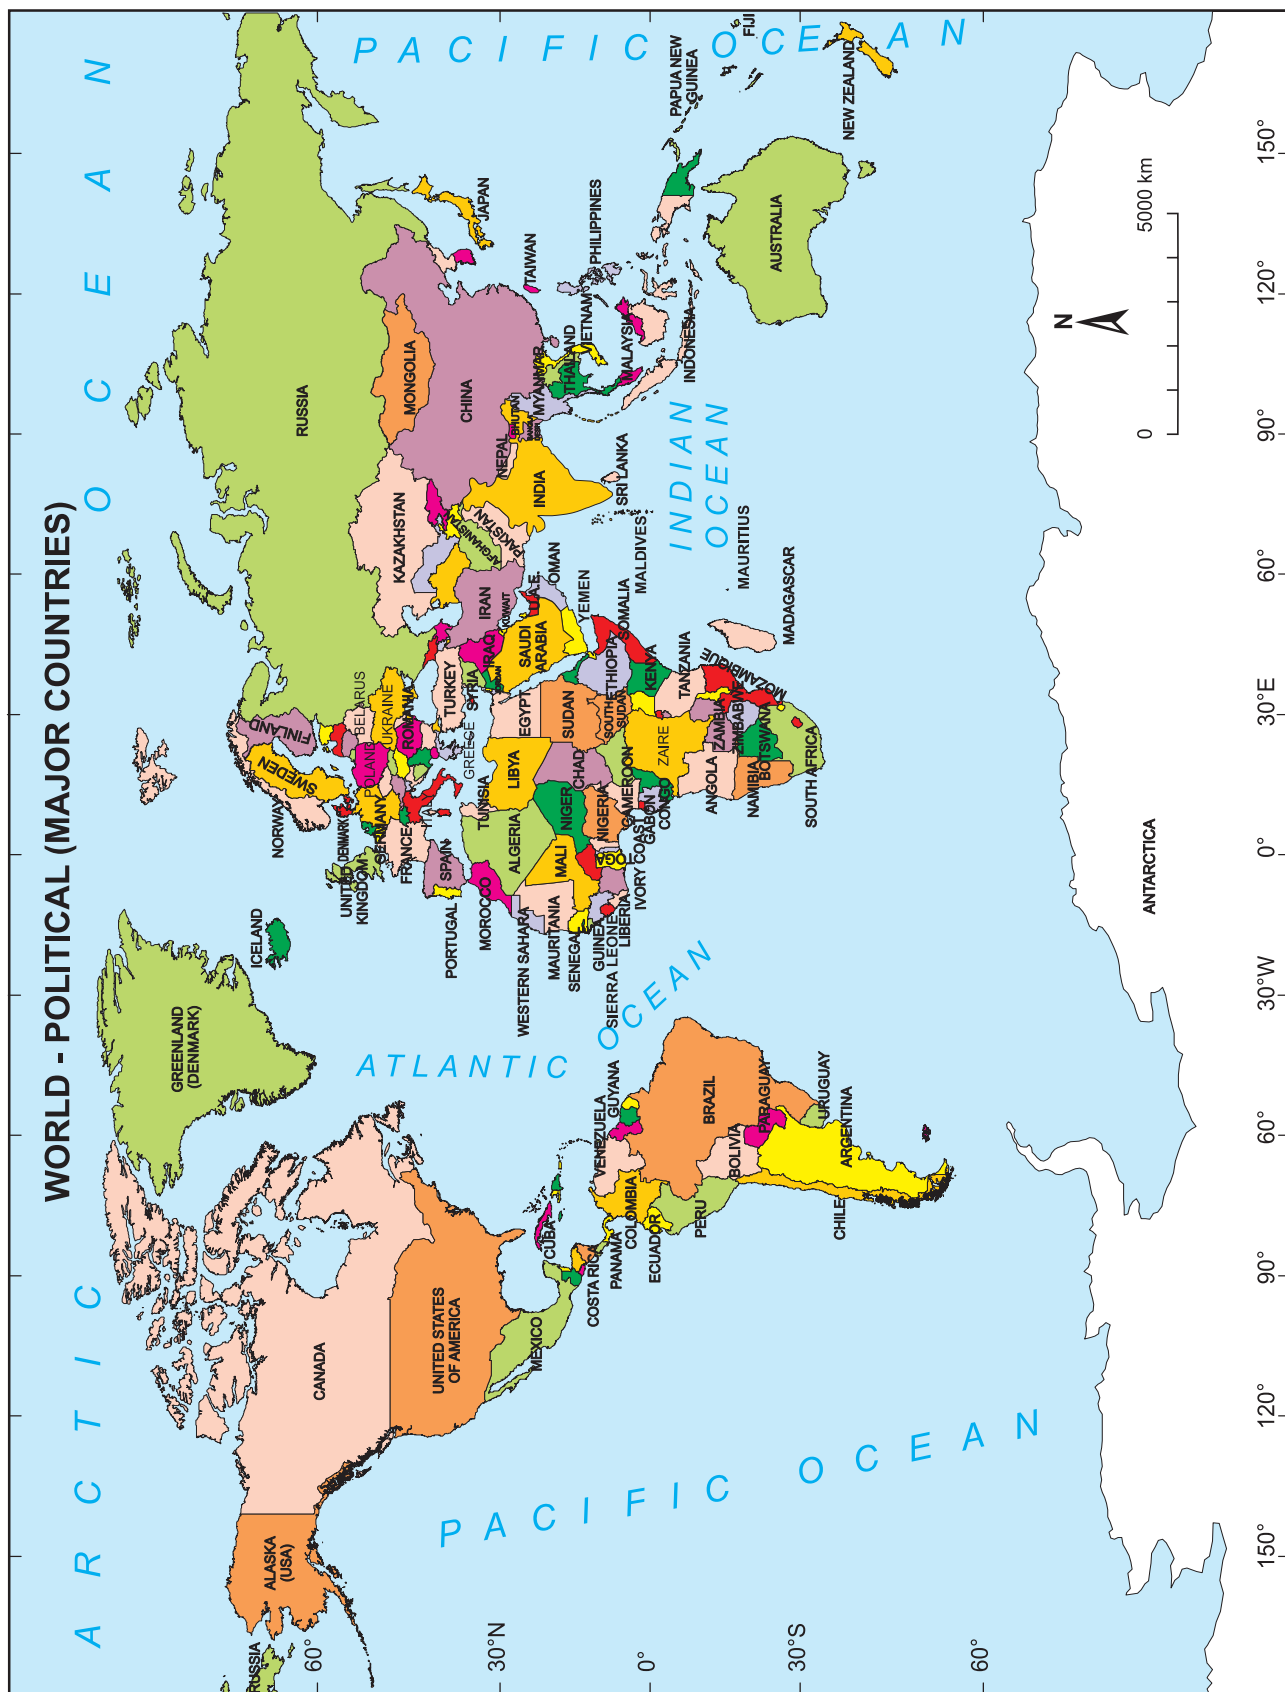 WORLD - POLITICAL (MAJOR COUNTRIES)
ARCTIC OCEAN
PACIFIC OCEAN
PACIFIC OCEAN
ATLANTIC OCEAN
INDIAN
OCEAN
RUSSIA
ALASKA
(USA)
CANADA
UNITED STATES
OF AMERICA
MEXICO
GREENLAND
(DENMARK)
ICELAND
CUBA
COSTA RICA
PANAMA
COLOMBIA
VENEZUELA
GUYANA
ECUADOR
PERU
BRAZIL
BOLIVIA
PARAGUAY
URUGUAY
ARGENTINA
CHILE
NORWAY
SWEDEN
FINLAND
DENMARK
UNITED
KINGDOM
GERMANY
POLAND
BELARUS
UKRAINE
ROMANIA
FRANCE
SPAIN
PORTUGAL
GREECE
TURKEY
SYRIA
IRAQ
IRAN
KUWAIT
SAUDI
ARABIA
U.A.E.
OMAN
YEMEN
MOROCCO
WESTERN SAHARA
MAURITANIA
SENEGAL
GUINEA
SIERRA LEONE
LIBERIA
IVORY COAST
TOGA
ALGERIA
TUNISIA
LIBYA
EGYPT
MALI
NIGER
CHAD
SUDAN
SOUTH
SUDAN
ETHIOPIA
SOMALIA
NIGERIA
CAMEROON
GABON
CONGO
ZAIRE
KENYA
TANZANIA
ANGOLA
ZAMBIA
ZIMBABWE
MOZAMBIQUE
NAMIBIA
BOTSWANA
SOUTH AFRICA
MADAGASCAR
MAURITIUS
MALDIVES
SRI LANKA
RUSSIA
KAZAKHSTAN
MONGOLIA
CHINA
AFGHANISTAN
PAKISTAN
INDIA
NEPAL
BHUTAN
MYANMAR
THAILAND
VIETNAM
MALAYSIA
INDONESIA
PHILIPPINES
TAIWAN
JAPAN
PAPUA NEW
GUINEA
FIJI
AUSTRALIA
NEW ZEALAND
ANTARCTICA
N
0 5000 km
60°
30°N
0°
30°S
60°
150° 120° 90° 60° 30°W 0° 30°E 60° 90° 120° 150°